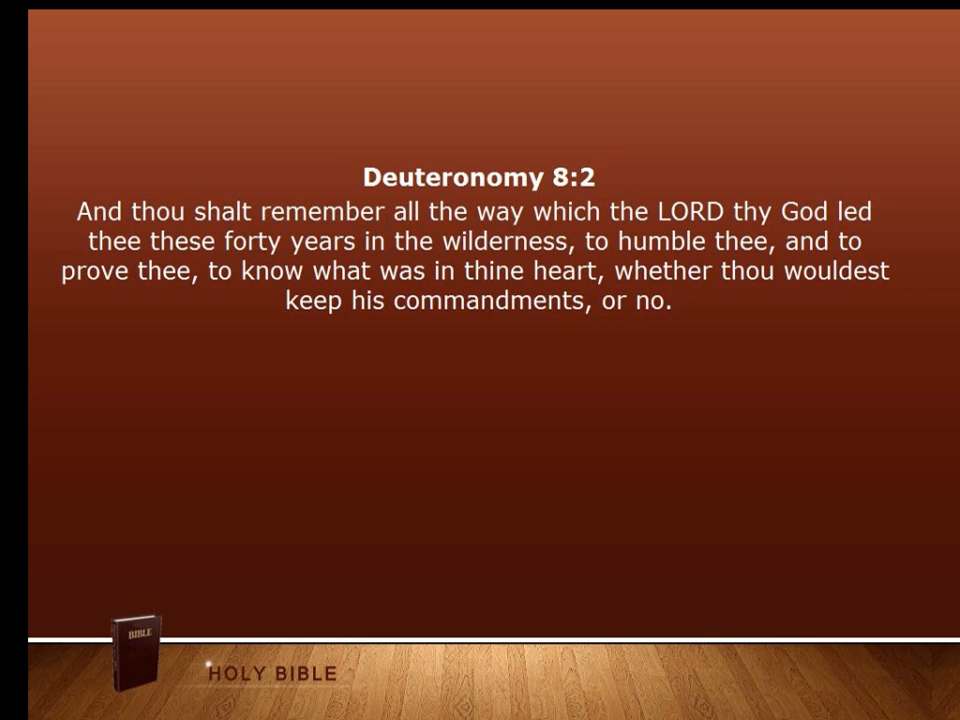 Deuteronomy 8:2
And thou shalt remember all the way which the LORD thy God led
thee these forty years in the wilderness, to humble thee, and to
prove thee, to know what was in thine heart, whether thou wouldest
keep his commandments, or no.
BIBLE
HOLY BIBLE